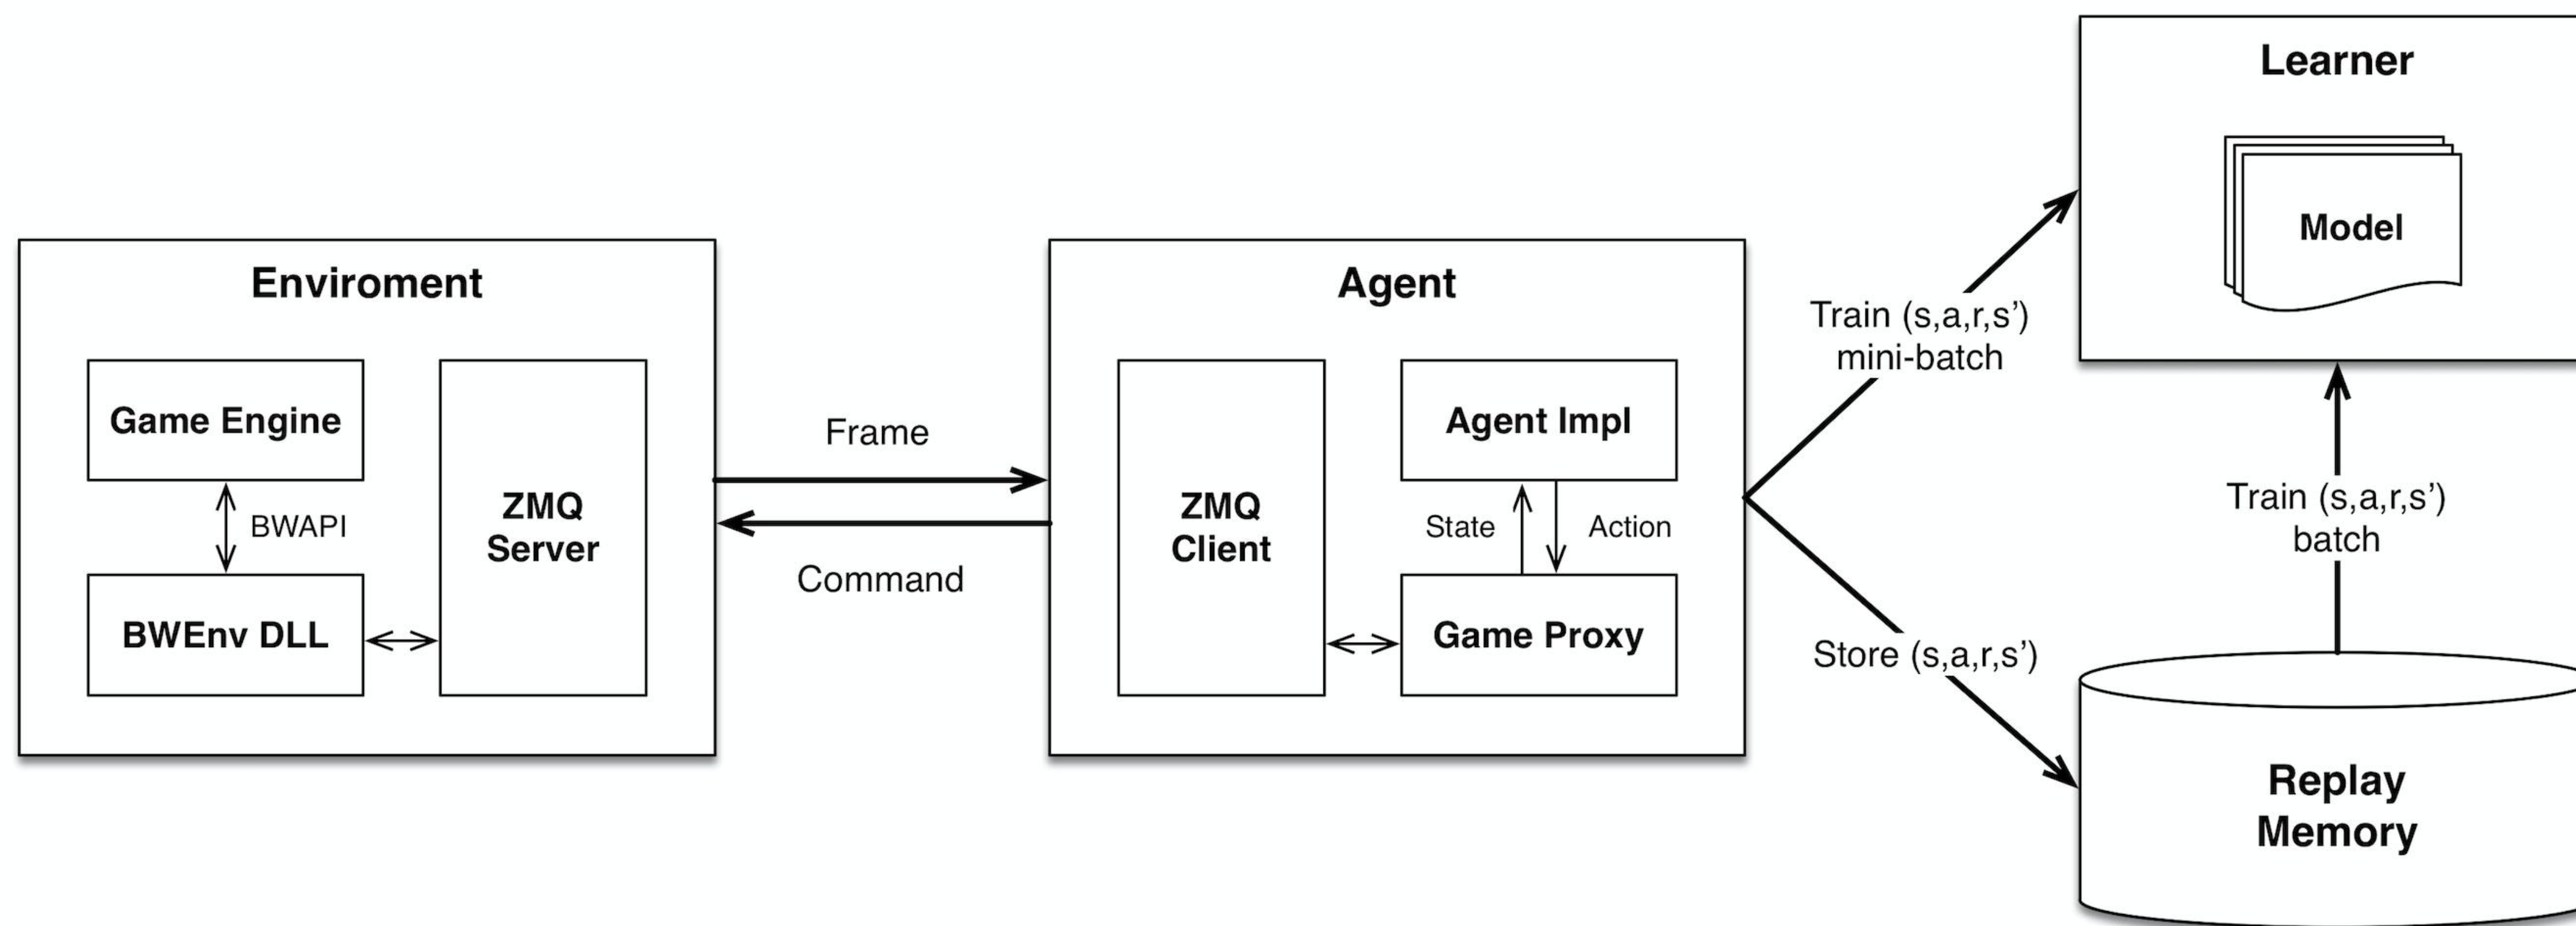 Enviroment
Game Engine
BWAPI
BWEnv DLL
ZMQ
Server
Frame
Command
Agent
ZMQ
Client
Agent Impl
State
Action
Game Proxy
Train (s,a,r,s’)
mini-batch
Store (s,a,r,s’)
Learner
Model
Train (s,a,r,s’)
batch
Replay
Memory